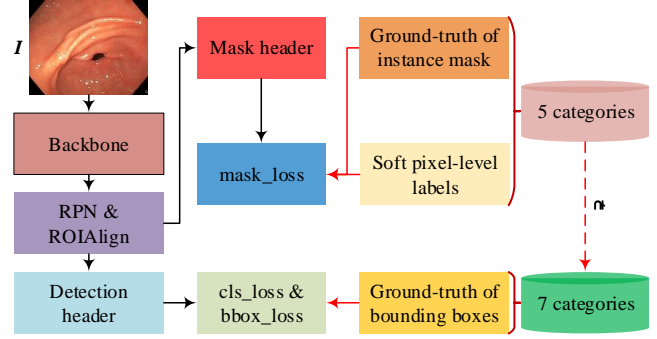 I
Backbone
RPN &
ROIAlign
Detection
header
Mask header
mask_loss
cls_loss &
bbox_loss
Ground-truth of
instance mask
Soft pixel-level
labels
Ground-truth of
bounding boxes
5 categories
7 categories